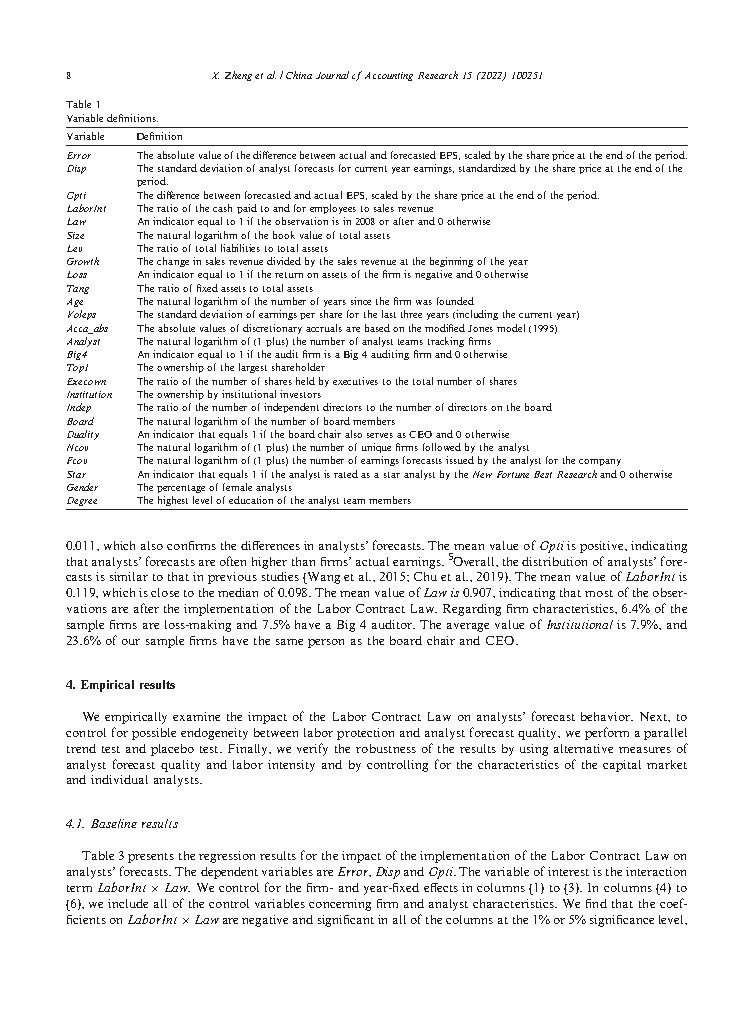 8
X. Zheng et al. / China Journal of Accounting Research 15 (2022) 100251
Table 1
Variable definitions.
Variable Definition
Error The absolute value of the difference between actual and forecasted EPS, scaled by the share price at the end of the period.
Disp The standard deviation of analyst forecasts for current year earnings, standardized by the share price at the end of the
period.
Opti The difference between forecasted and actual EPS, scaled by the share price at the end of the period.
LaborInt The ratio of the cash paid to and for employees to sales revenue
Law An indicator equal to 1 if the observation is in 2008 or after and 0 otherwise
Size The natural logarithm of the book value of total assets
Lev The ratio of total liabilities to total assets
Growth The change in sales revenue divided by the sales revenue at the beginning of the year
Loss An indicator equal to 1 if the return on assets of the firm is negative and 0 otherwise
Tang The ratio of fixed assets to total assets
Age The natural logarithm of the number of years since the firm was founded
Voleps The standard deviation of earnings per share for the last three years (including the current year)
Acca_abs The absolute values of discretionary accruals are based on the modified Jones model (1995)
Analyst The natural logarithm of (1 plus) the number of analyst teams tracking firms
Big4 An indicator equal to 1 if the audit firm is a Big 4 auditing firm and 0 otherwise
Top1 The ownership of the largest shareholder
Execown The ratio of the number of shares held by executives to the total number of shares
Institution The ownership by institutional investors
Indep The ratio of the number of independent directors to the number of directors on the board
Board The natural logarithm of the number of board members
Duality An indicator that equals 1 if the board chair also serves as CEO and 0 otherwise
Ncov The natural logarithm of (1 plus) the number of unique firms followed by the analyst
Fcov The natural logarithm of (1 plus) the number of earnings forecasts issued by the analyst for the company
Star An indicator that equals 1 if the analyst is rated as a star analyst by the New Fortune Best Research and 0 otherwise
Gender The percentage of female analysts
Degree The highest level of education of the analyst team members
0.011, which also confirms the differences in analysts' forecasts. The mean value of Opti is positive, indicating
that analysts' forecasts are often higher than firms' actual earnings. 5Overall, the distribution of analysts' fore-
casts is similar to that in previous studies (Wang et al., 2015; Chu et al., 2019). The mean value of LaborInt is
0.119, which is close to the median of 0.098. The mean value of Law is 0.907, indicating that most of the obser-
vations are after the implementation of the Labor Contract Law. Regarding firm characteristics, 6.4% of the
sample firms are loss-making and 7.5% have a Big 4 auditor. The average value of Institutional is 7.9%, and
23.6% of our sample firms have the same person as the board chair and CEO.
4. Empirical results
We empirically examine the impact of the Labor Contract Law on analysts' forecast behavior. Next, to
control for possible endogeneity between labor protection and analyst forecast quality, we perform a parallel
trend test and placebo test. Finally, we verify the robustness of the results by using alternative measures of
analyst forecast quality and labor intensity and by controlling for the characteristics of the capital market
and individual analysts.
4.1. Baseline results
Table 3 presents the regression results for the impact of the implementation of the Labor Contract Law on
analysts' forecasts. The dependent variables are Error, Disp and Opti. The variable of interest is the interaction
term LaborInt × Law. We control for the firm- and year-fixed effects in columns (1) to (3). In columns (4) to
(6), we include all of the control variables concerning firm and analyst characteristics. We find that the coef-
ficients on LaborInt × Law are negative and significant in all of the columns at the 1% or 5% significance level,